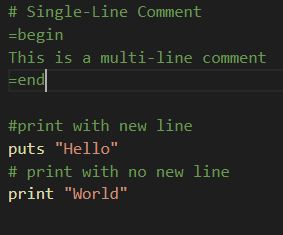 # Single-Line Comment
=begin
This is a multi-line comment
=end
#print with new line
puts "Hello"
# print with no new line
print "World"